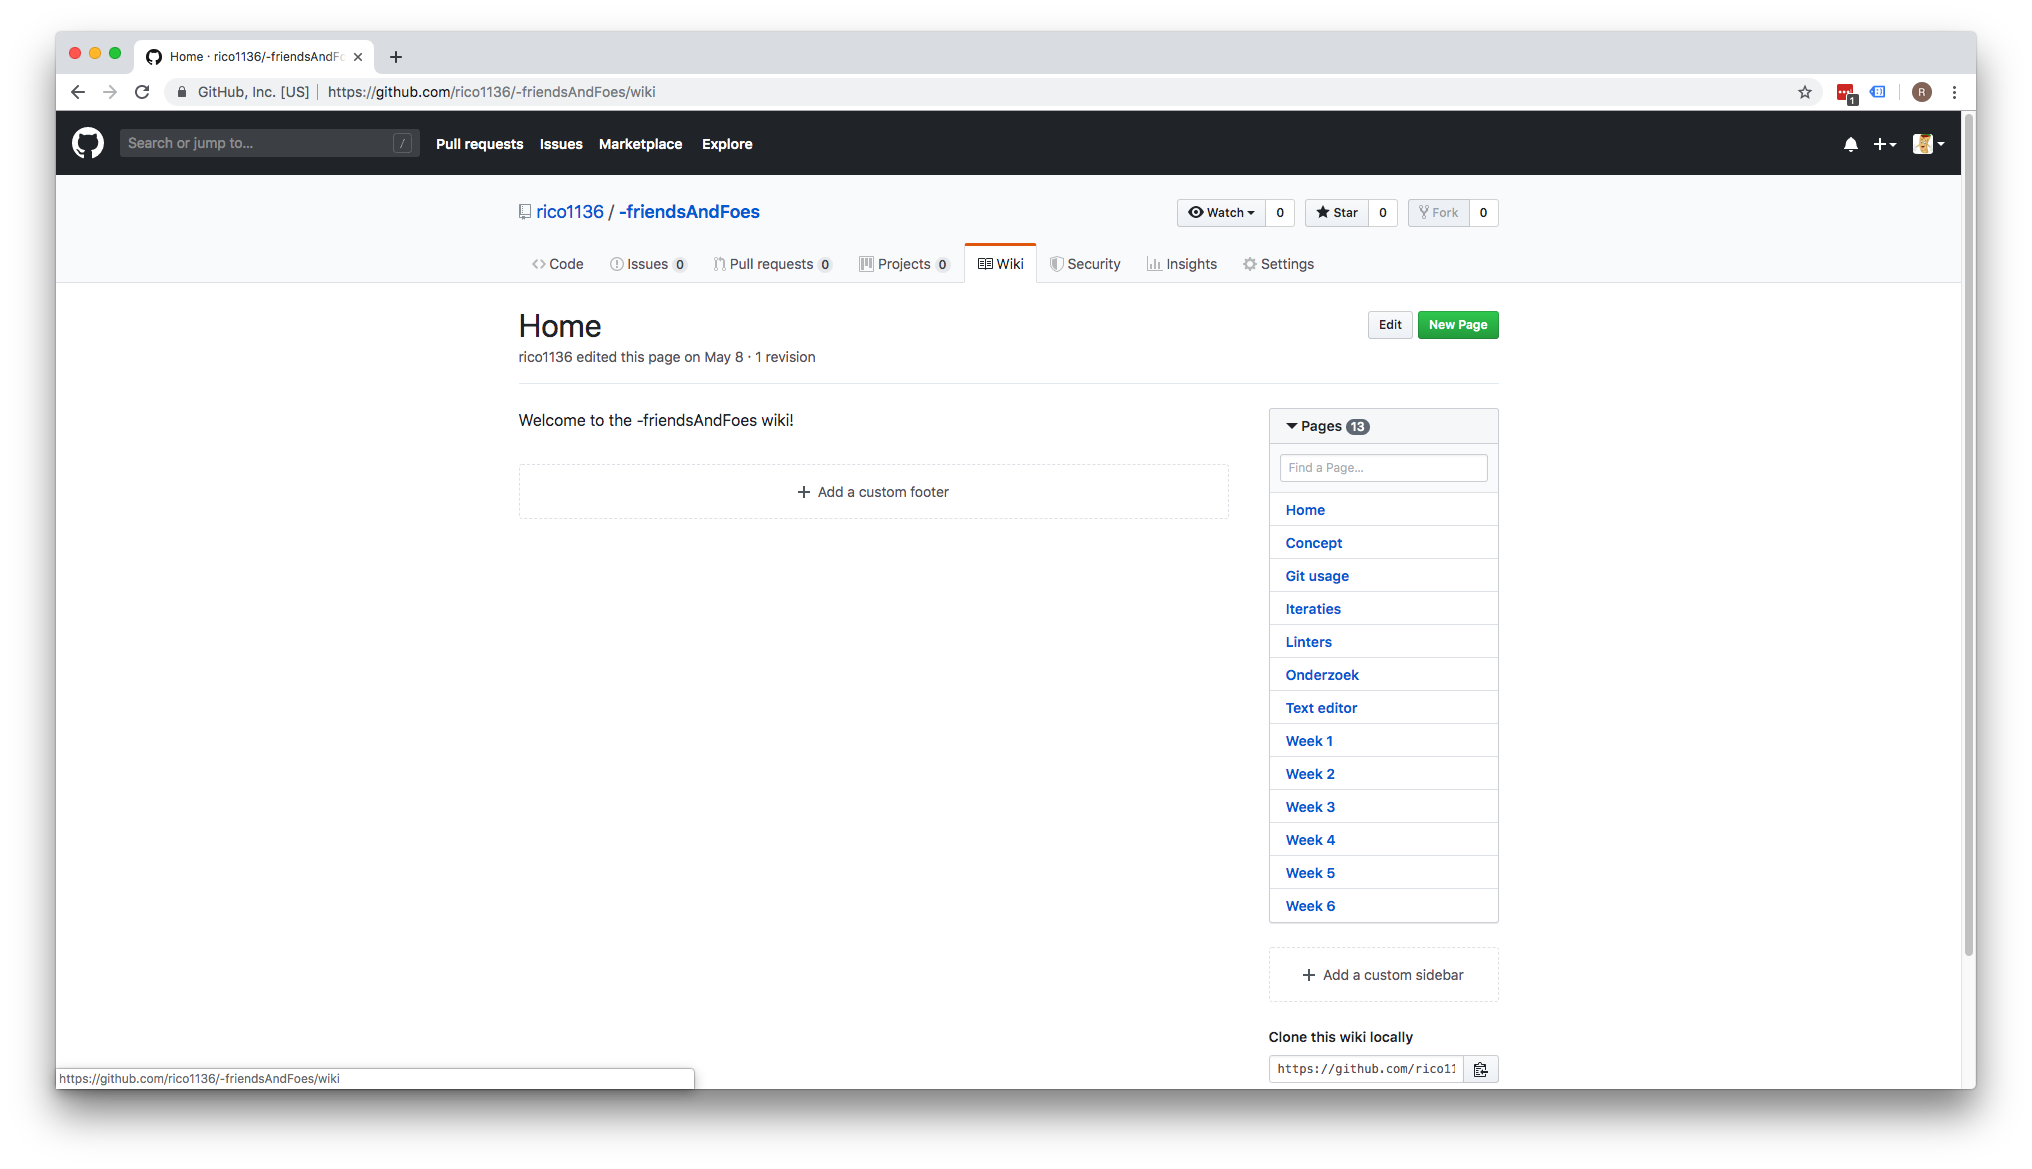 Home · rico1136/-friendsAndFo
GitHub, Inc. [US] | https://github.com/rico1136/-friendsAndFoes/wiki
1
R
Search or jump to... /
Pull requests Issues Marketplace Explore
rico1136 / -friendsAndFoes
Watch 0 Star 0 Fork 0
Code Issues 0 Pull requests 0 Projects 0 Wiki Security Insights Settings
Home
Edit New Page
rico1136 edited this page on May 8 · 1 revision
Welcome to the -friendsAndFoes wiki!
+ Add a custom footer
Pages 13
Find a Page...
Home
Concept
Git usage
Iteraties
Linters
Onderzoek
Text editor
Week 1
Week 2
Week 3
Week 4
Week 5
Week 6
+ Add a custom sidebar
Clone this wiki locally
https://github.com/rico11
https://github.com/rico1136/-friendsAndFoes/wiki